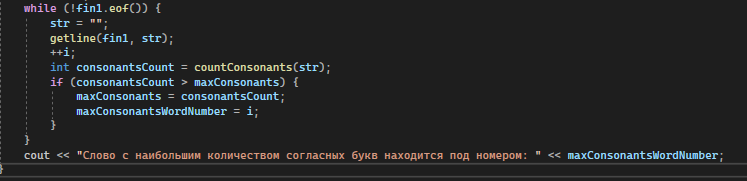 while (!fin1.eof()) {
str = "";
getline(fin1, str);
++i;
int consonantsCount = countConsonants(str);
if (consonantsCount > maxConsonants) {
maxConsonants = consonantsCount;
maxConsonantsWordNumber = i;
}
}
cout << "Слово с наибольшим количеством согласных букв находится под номером: " << maxConsonantsWordNumber;
}